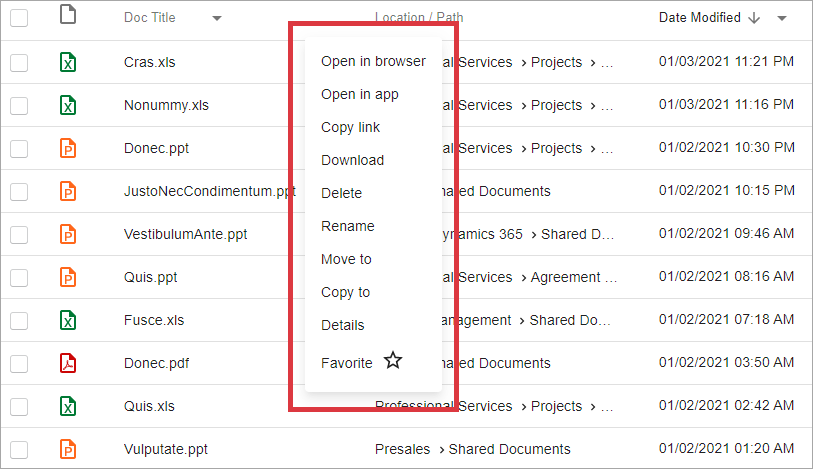 Doc Title Location / Path Date Modified
Open in browser
Open in app
Copy link
Download
Delete
Rename
Move to
Copy to
Details
Favorite
Cras.xls al Services > Projects > ... 01/03/2021 11:21 PM
Nonummy.xls al Services > Projects > ... 01/03/2021 11:16 PM
Donec.ppt al Services > Projects > ... 01/02/2021 10:30 PM
JustoNecCondimentum.ppt hared Documents 01/02/2021 10:15 PM
VestibulumAnte.ppt ynamics 365 > Shared D... 01/02/2021 09:46 AM
Quis.ppt al Services > Agreement ... 01/02/2021 08:16 AM
Fusce.xls anagement > Shared Do... 01/02/2021 07:18 AM
Donec.pdf hared Documents 01/02/2021 03:50 AM
Quis.xls Professional Services > Projects > ... 01/02/2021 02:42 AM
Vulputate.ppt Presales > Shared Documents 01/02/2021 01:20 AM